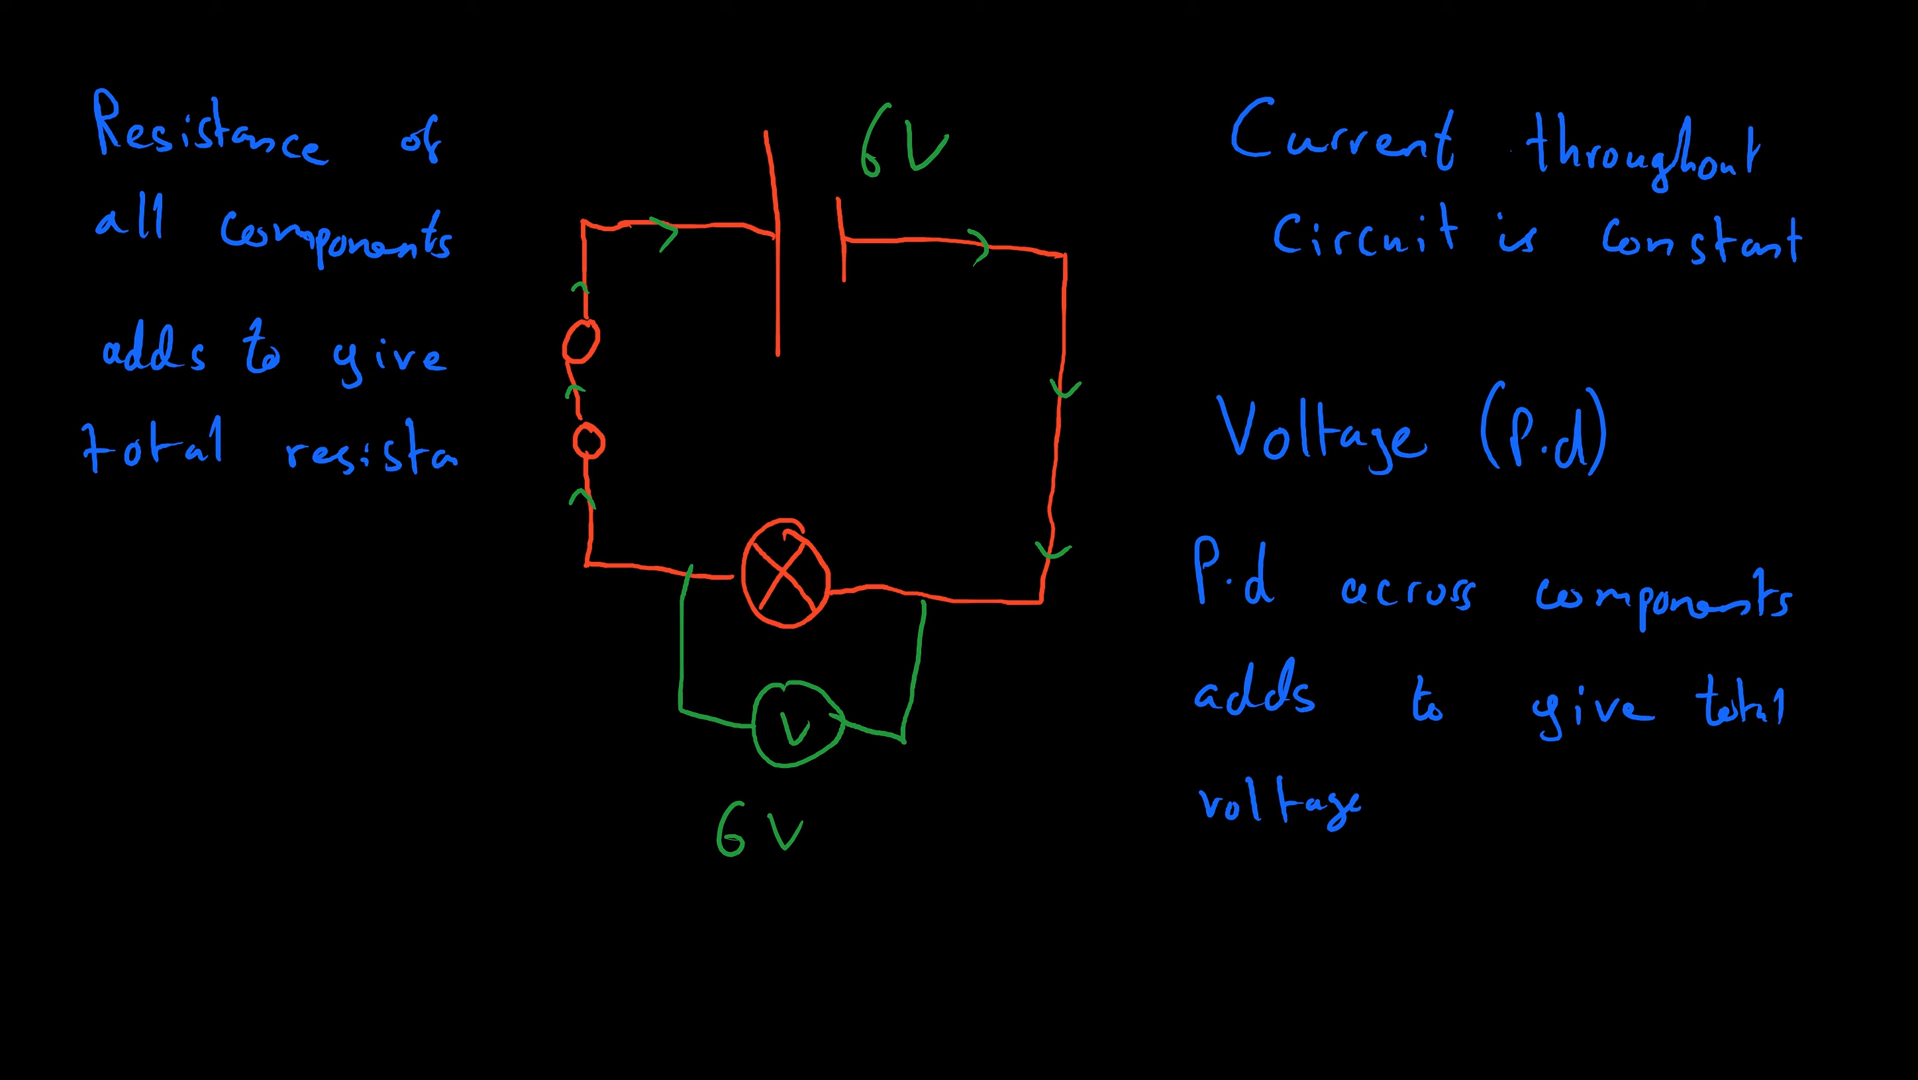 Resistance of
all components
adds to give
total resista
6V
V
6V
Current throughout
circuit is constant
Voltage (P.d)
P.d across components
adds to give total
voltage